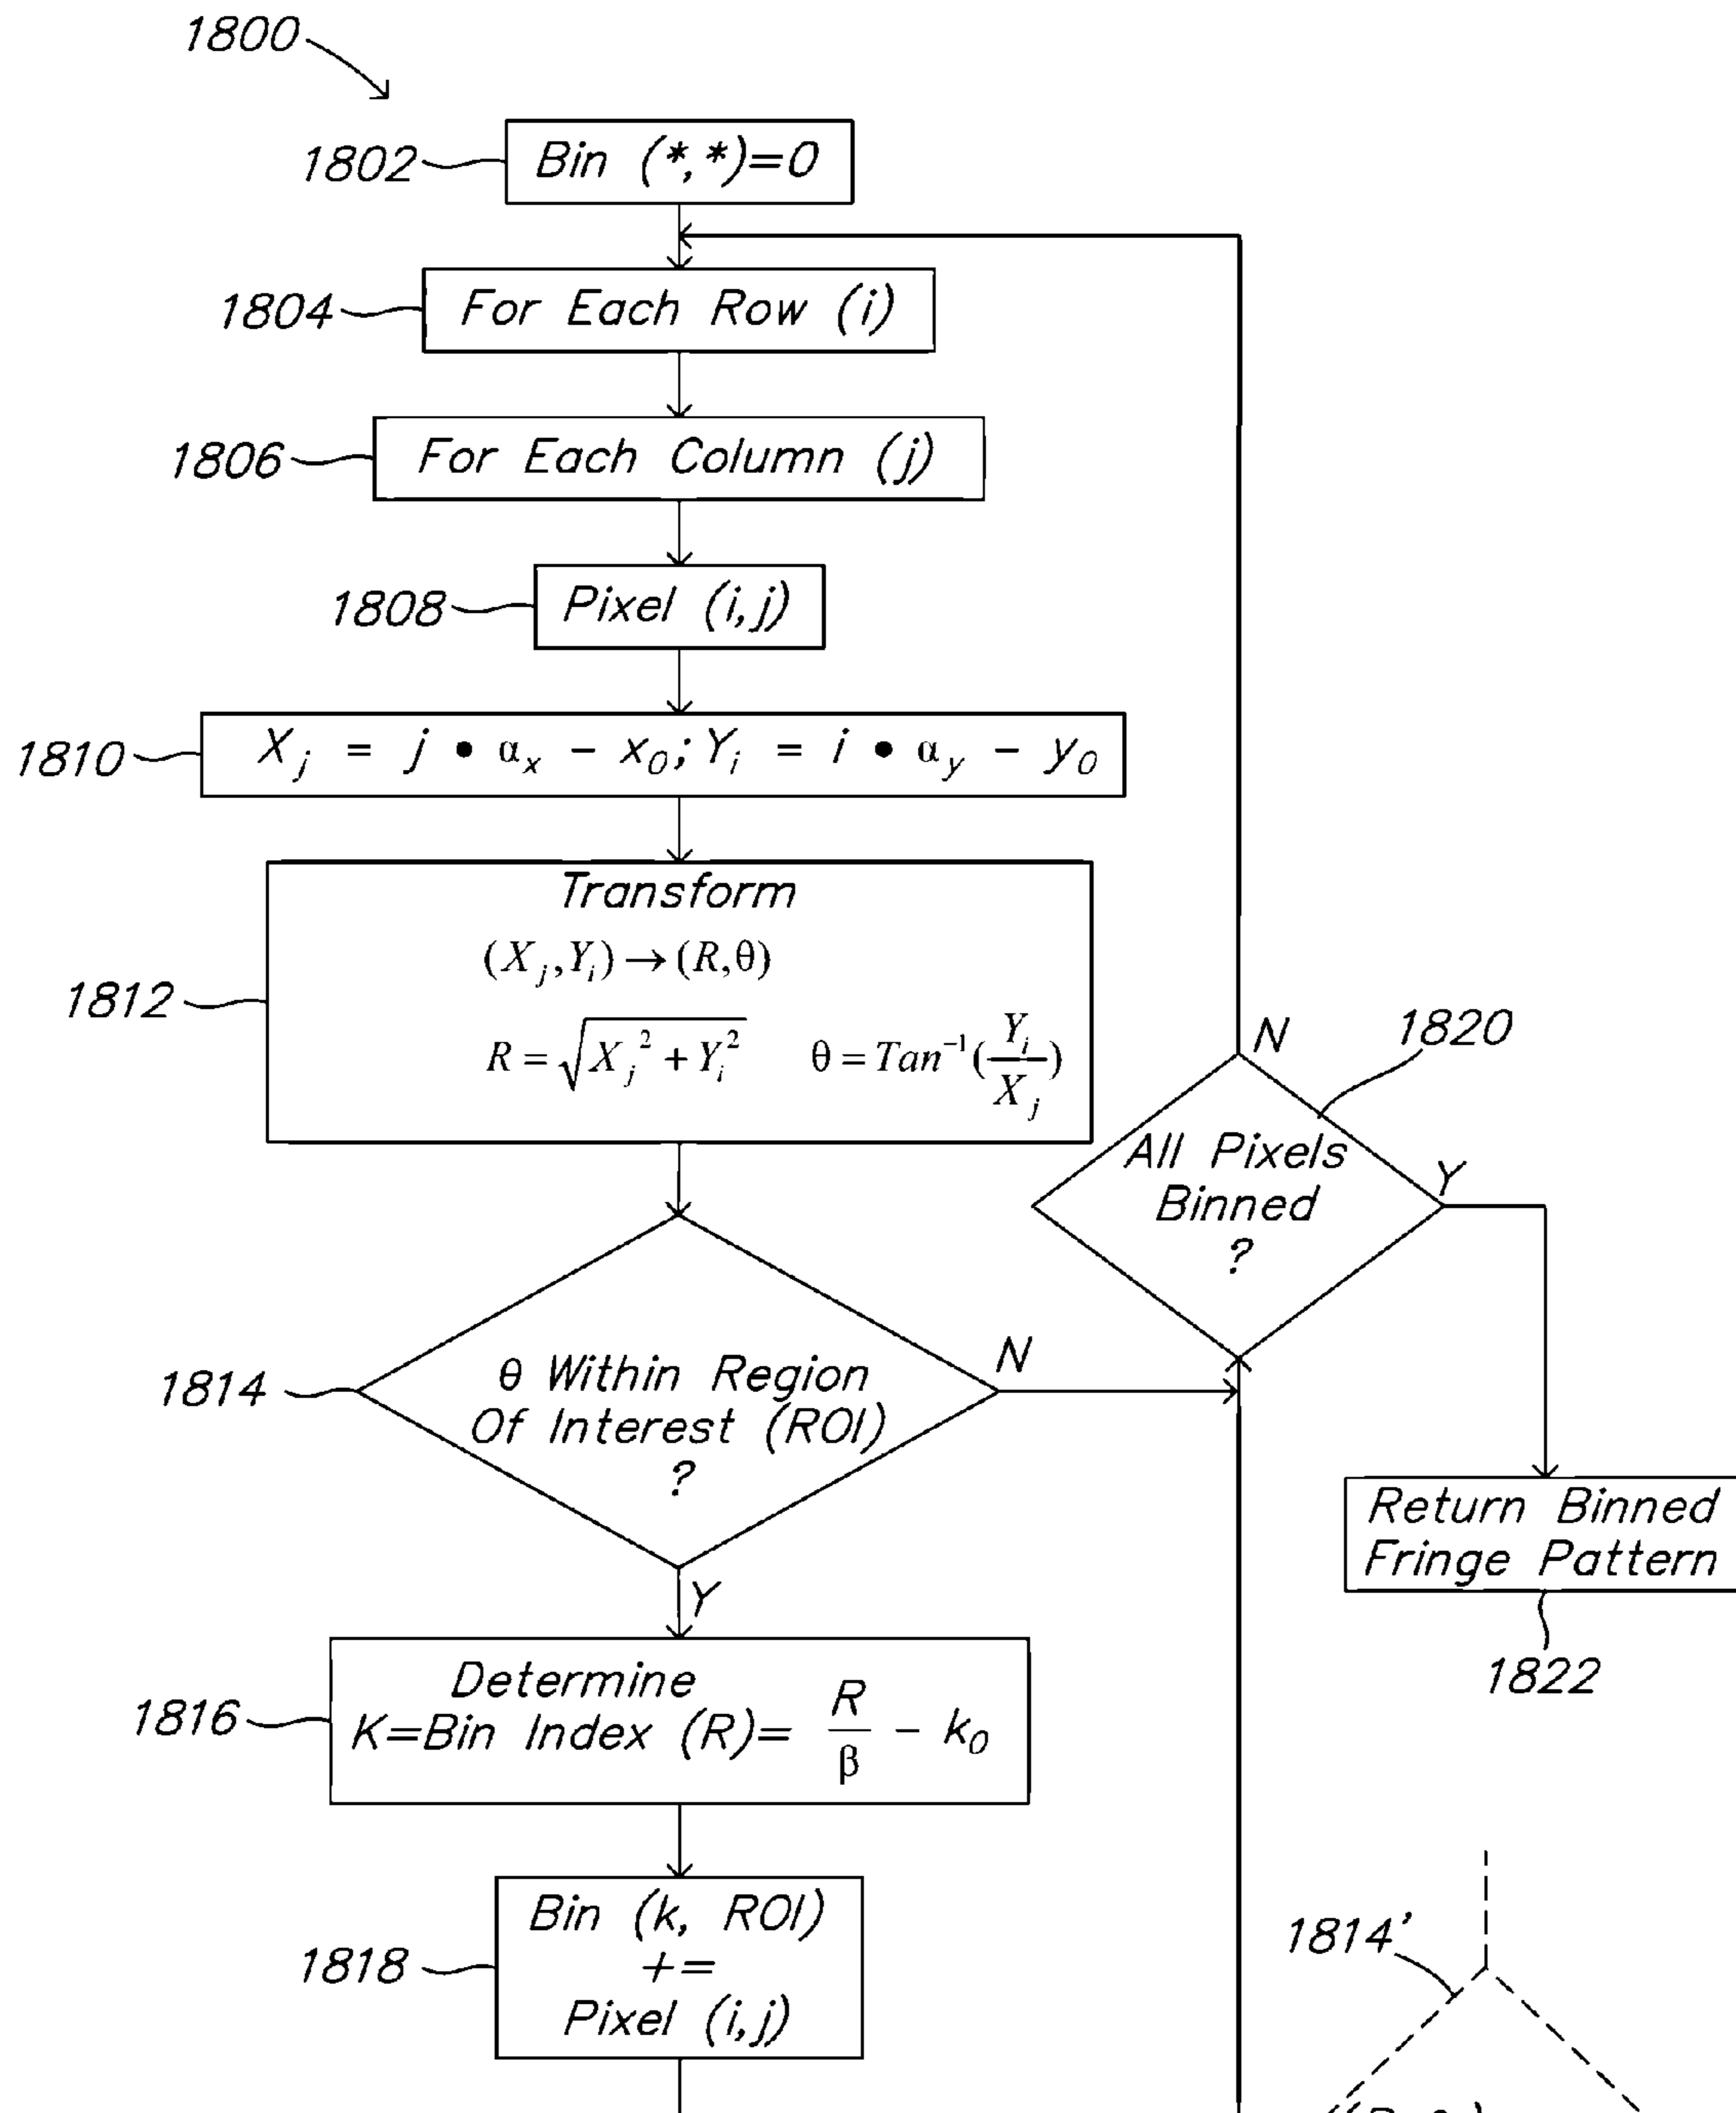 1800
1802
Bin (*,*)=0
1804
For Each Row (i)
1806
For Each Column (j)
1808
Pixel (i,j)
1810
X_j = j • α_x − x_0; Y_i = i • α_y − y_0
1812
Transform
(X_j, Y_i) → (R,θ)
R = √(X_j² + Y_i²) θ = Tan⁻¹(Y_i/X_j)
1814
θ Within Region
Of Interest (ROI)
?
N
Y
1820
N
All Pixels
Binned
?
Y
Return Binned
Fringe Pattern
1822
1816
Determine
K=Bin Index (R)= R/β − k_0
1818
Bin (k, ROI)
+=
Pixel (i,j)
1814'